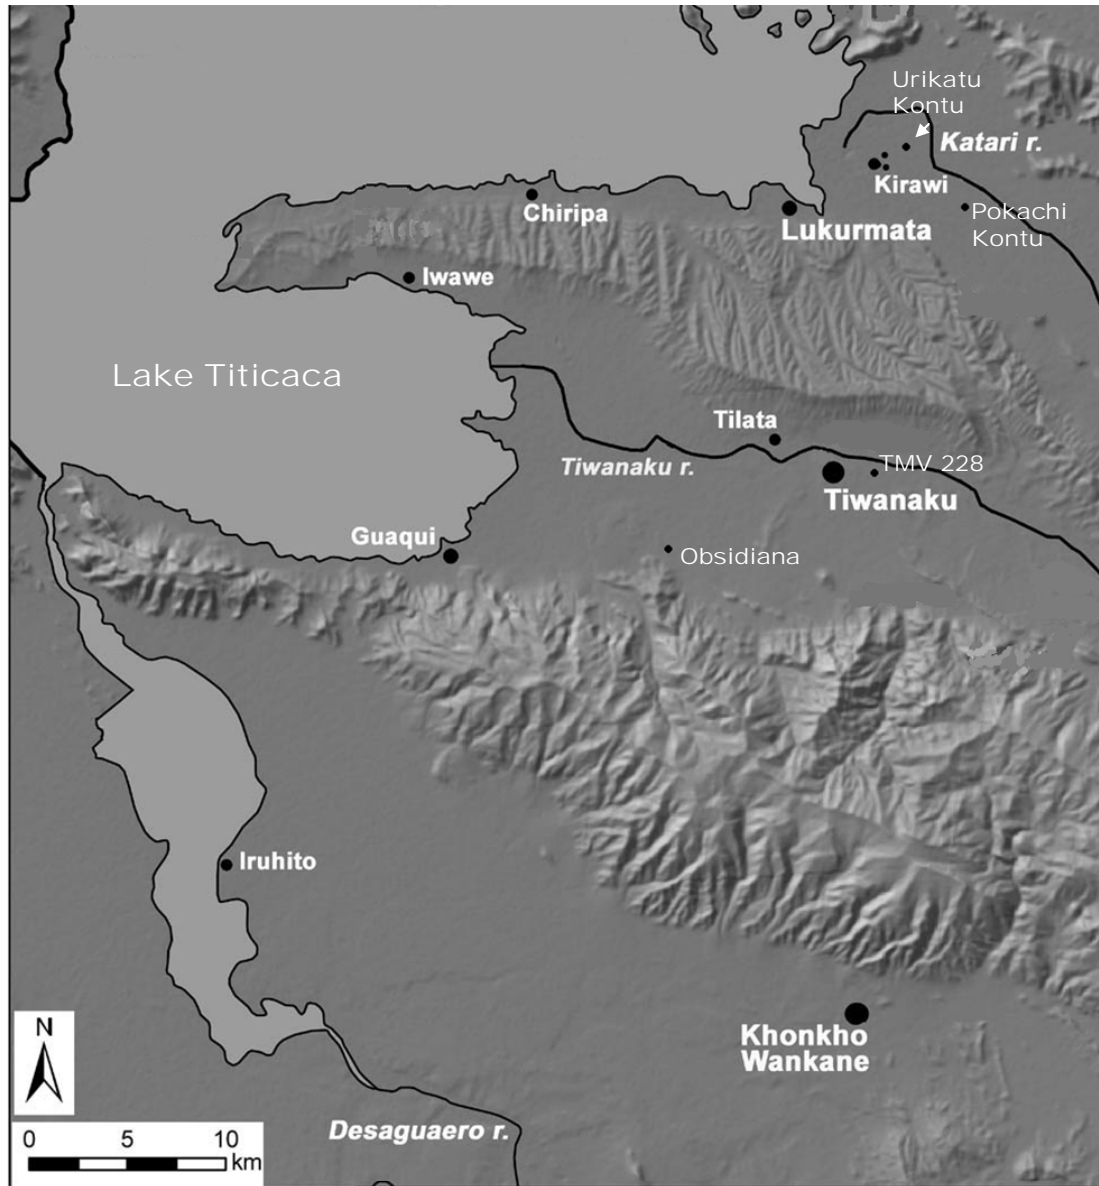 Urikatu
Kontu
Katari r.
Kirawi
Chiripa
Lukurmata
Pokachi
Kontu
Iwawe
Lake Titicaca
Tilata
Tiwanaku r.
TMV 228
Tiwanaku
Guaqui
Obsidiana
Iruhito
N
Khonkho
Wankane
Desaguaero r.
0 5 10
km